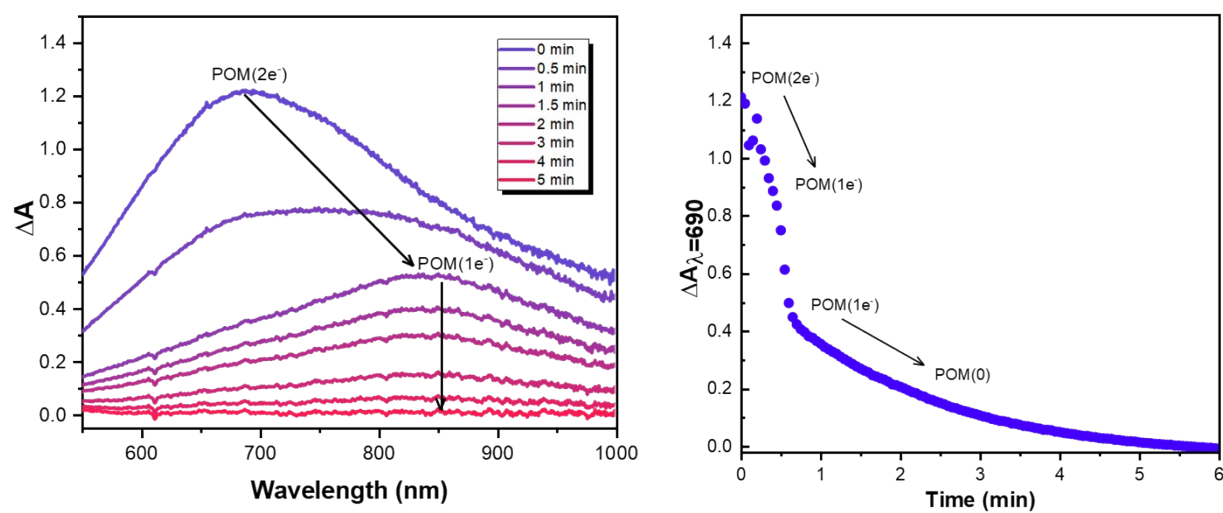 1.4
1.2
1.0
0.8
0.6
0.4
0.2
0.0
ΔA
POM(2e⁻)
POM(1e⁻)
0 min
0.5 min
1 min
1.5 min
2 min
3 min
4 min
5 min
600 700 800 900 1000
Wavelength (nm)
1.4
1.2
1.0
0.8
0.6
0.4
0.2
0.0
ΔAλ=690
POM(2e⁻)
POM(1e⁻)
POM(1e⁻)
POM(0)
0 1 2 3 4 5 6
Time (min)